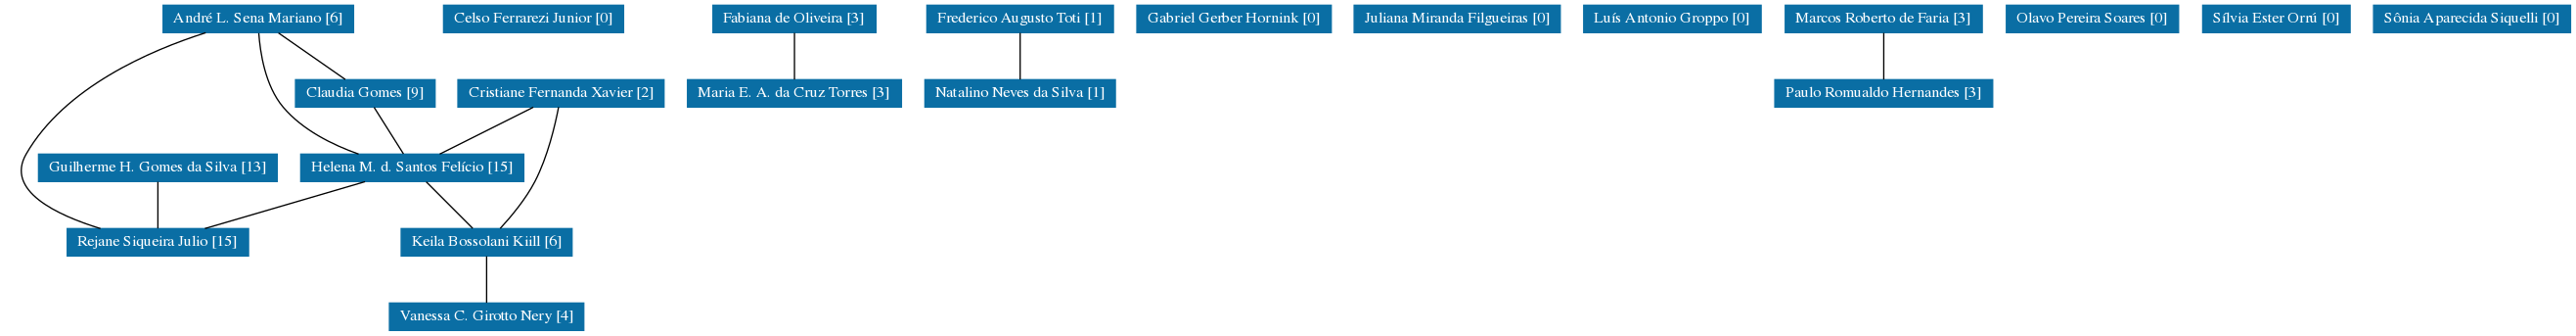 André L. Sena Mariano [6]
Celso Ferrarezi Junior [0]
Fabiana de Oliveira [3]
Frederico Augusto Toti [1]
Gabriel Gerber Hornink [0]
Juliana Miranda Filgueiras [0]
Luís Antonio Groppo [0]
Marcos Roberto de Faria [3]
Olavo Pereira Soares [0]
Sílvia Ester Orrú [0]
Sônia Aparecida Siquelli [0]
Claudia Gomes [9]
Cristiane Fernanda Xavier [2]
Maria E. A. da Cruz Torres [3]
Natalino Neves da Silva [1]
Paulo Romualdo Hernandes [3]
Guilherme H. Gomes da Silva [13]
Helena M. d. Santos Felício [15]
Rejane Siqueira Julio [15]
Keila Bossolani Kiill [6]
Vanessa C. Girotto Nery [4]